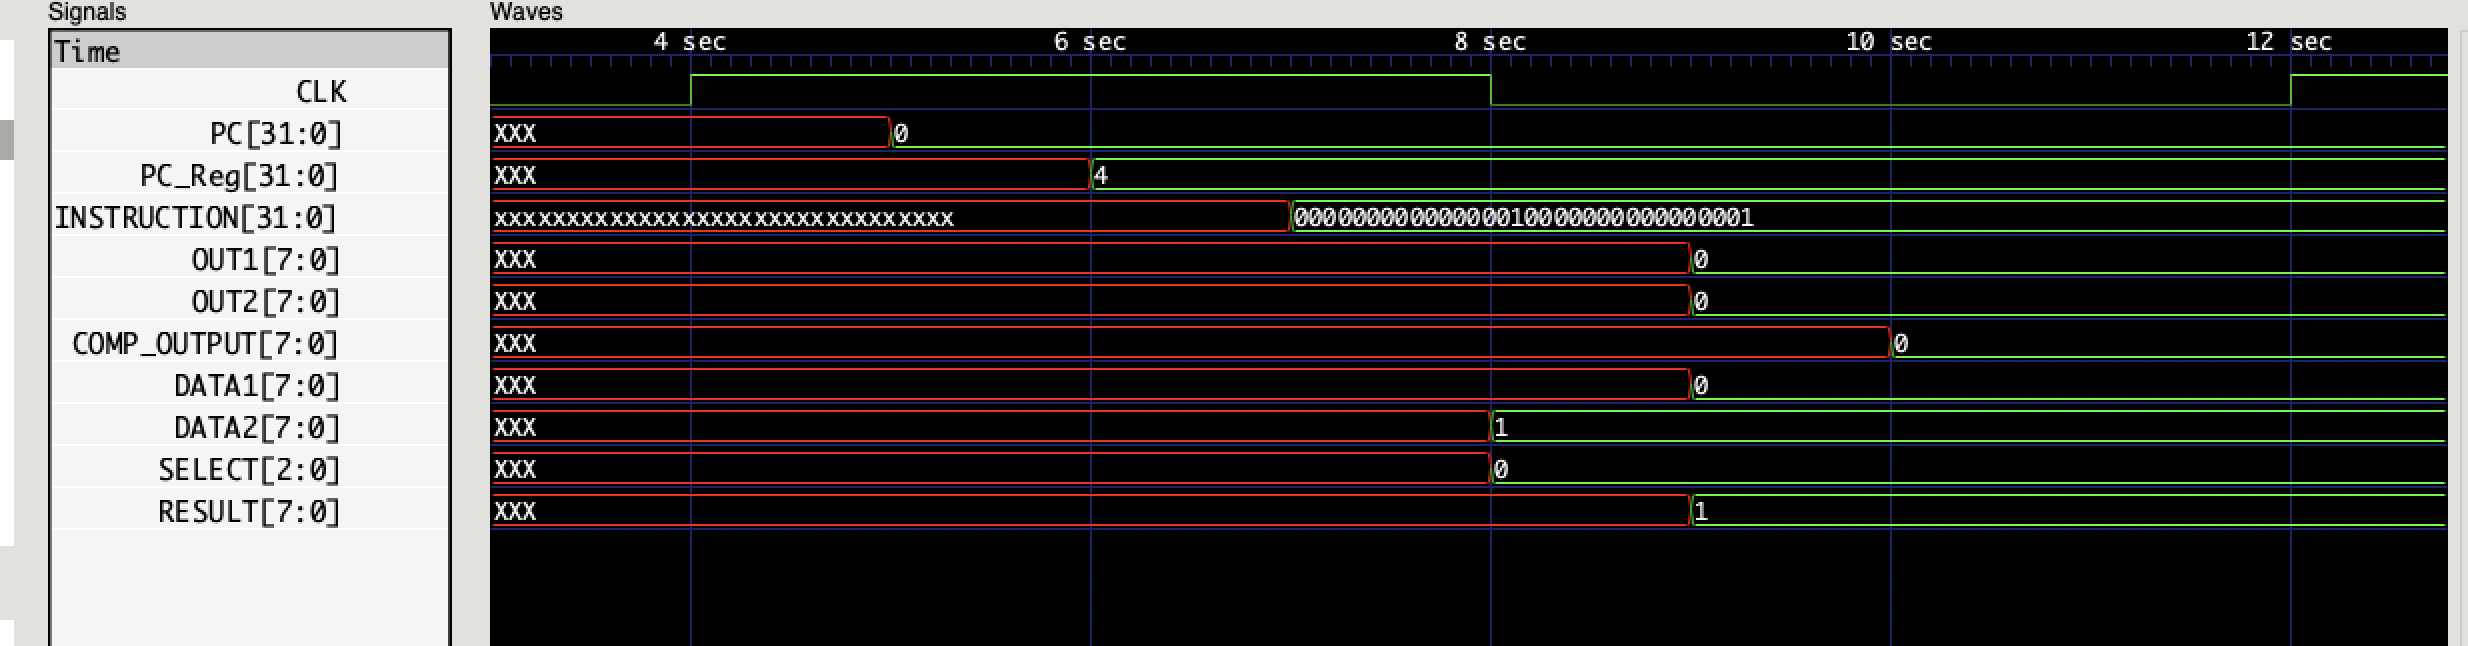 Signals
Waves
Time
4 sec 6 sec 8 sec 10 sec 12 sec
CLK
PC[31:0] XXX 0
PC_Reg[31:0] XXX 4
INSTRUCTION[31:0] xxxxxxxxxxxxxxxxxxxxxxxxxxxxxxxx 00000000000000010000000000000001
OUT1[7:0] XXX 0
OUT2[7:0] XXX 0
COMP_OUTPUT[7:0] XXX 0
DATA1[7:0] XXX 0
DATA2[7:0] XXX 1
SELECT[2:0] XXX 0
RESULT[7:0] XXX 1